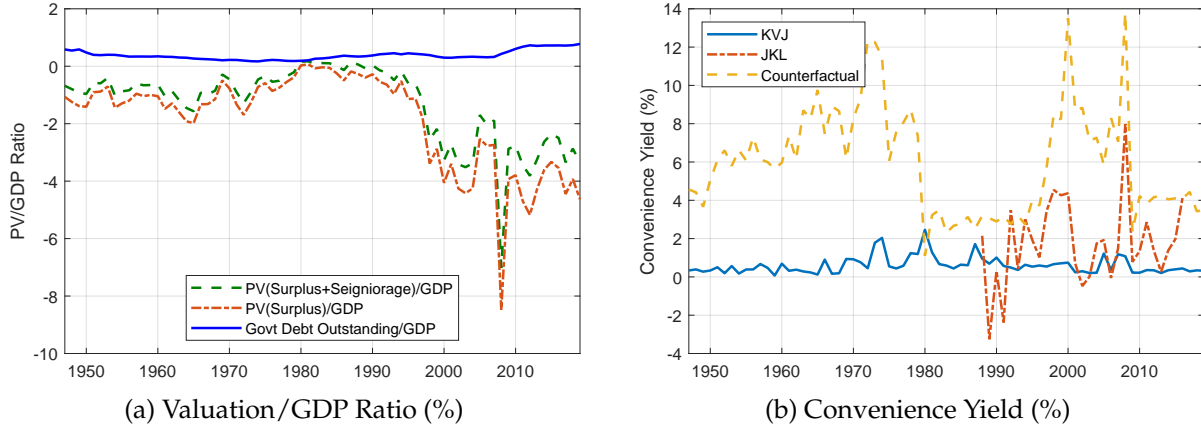 2
0
-2
-4
-6
-8
-10
PV/GDP Ratio
PV(Surplus+Seigniorage)/GDP
PV(Surplus)/GDP
Govt Debt Outstanding/GDP
1950 1960 1970 1980 1990 2000 2010
(a) Valuation/GDP Ratio (%)
14
12
10
8
6
4
2
0
-2
-4
Convenience Yield (%)
KVJ
JKL
Counterfactual
1950 1960 1970 1980 1990 2000 2010
(b) Convenience Yield (%)